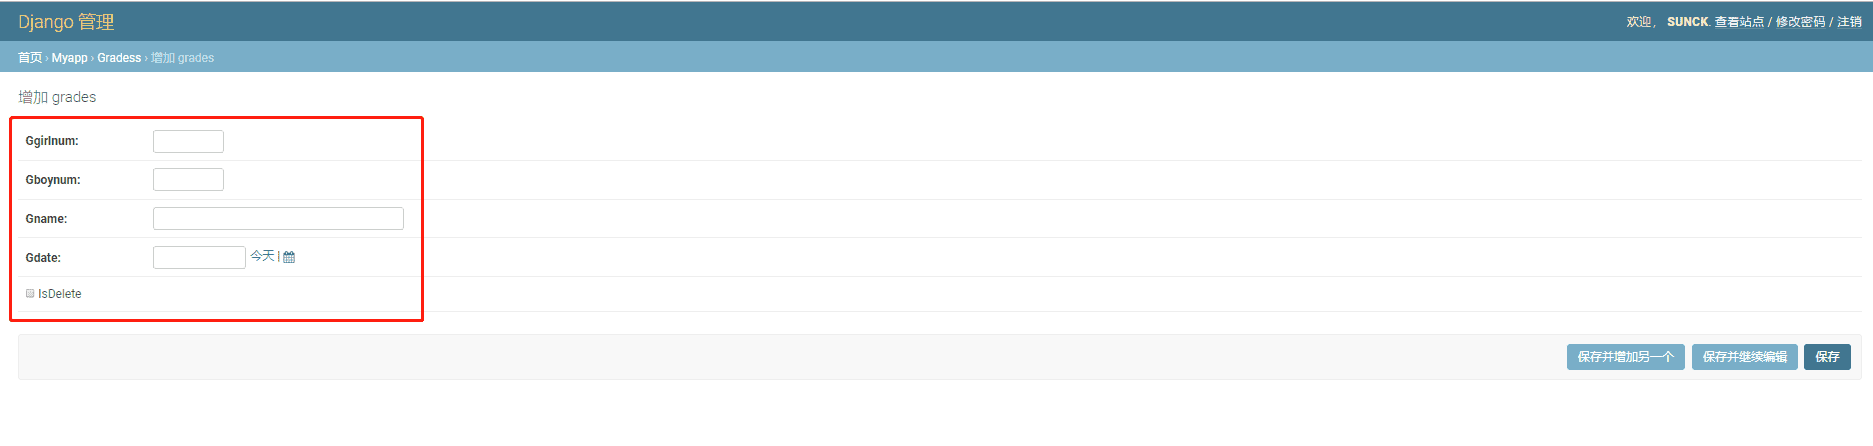 Django 管理
欢迎， SUNCK. 查看站点 / 修改密码 / 注销
首页 › Myapp › Gradess › 增加 grades
增加 grades
Ggirlnum:
Gboynum:
Gname:
Gdate: 今天 |
IsDelete
保存并增加另一个 保存并继续编辑 保存